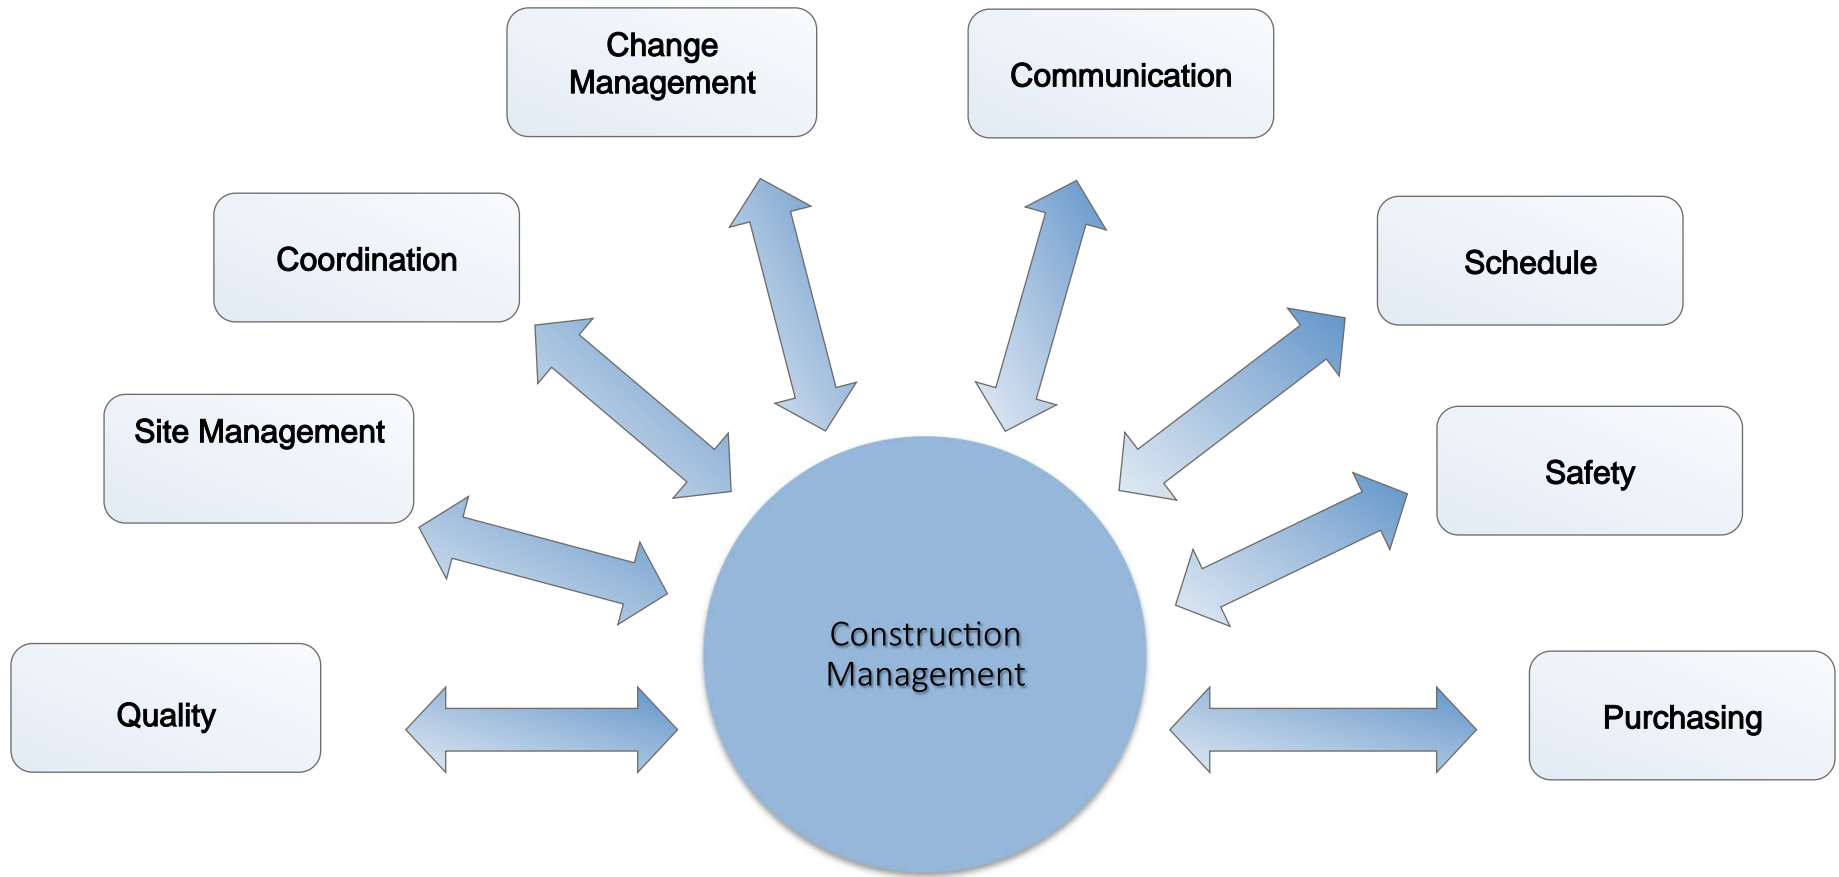 Change
Management
Communication
Coordination
Schedule
Site Management
Safety
Construction
Management
Quality
Purchasing